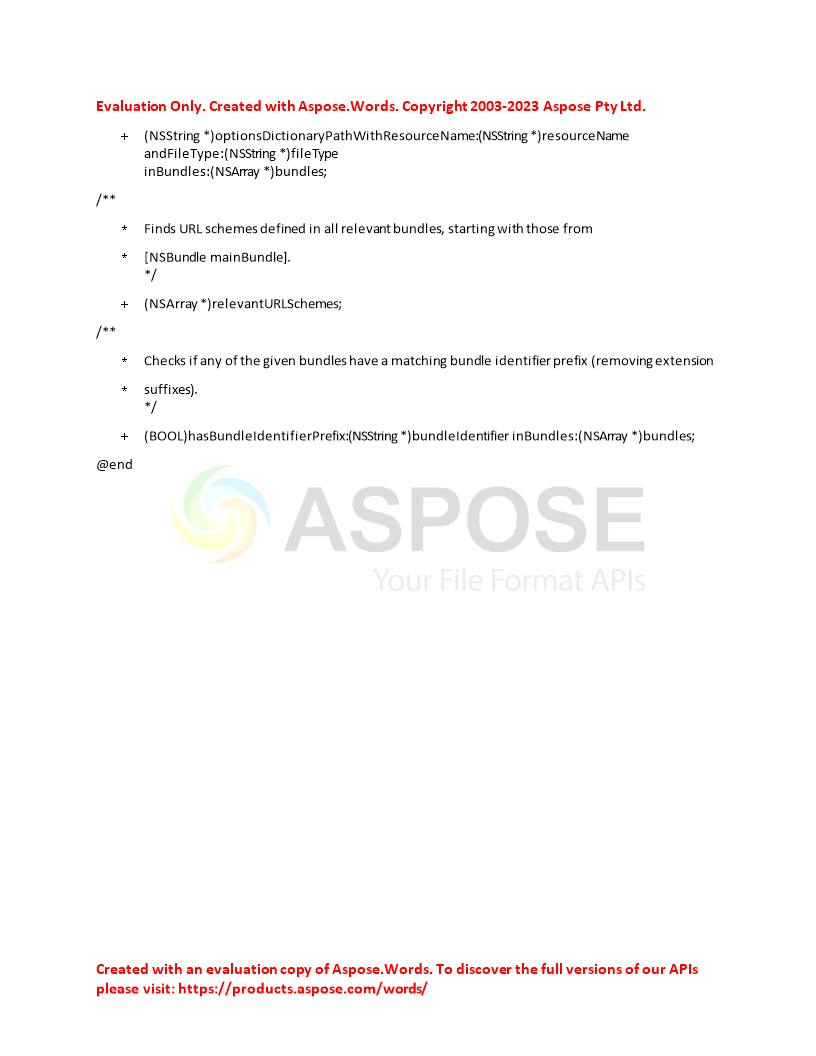 Evaluation Only. Created with Aspose.Words. Copyright 2003-2023 Aspose Pty Ltd.
+ (NSString *)optionsDictionaryPathWithResourceName:(NSString *)resourceName
andFileType:(NSString *)fileType
inBundles:(NSArray *)bundles;
/**
* Finds URL schemes defined in all relevant bundles, starting with those from
* [NSBundle mainBundle].
*/
+ (NSArray *)relevantURLSchemes;
/**
* Checks if any of the given bundles have a matching bundle identifier prefix (removing extension
* suffixes).
*/
+ (BOOL)hasBundleIdentifierPrefix:(NSString *)bundleIdentifier inBundles:(NSArray *)bundles;
@end
ASPOSE
Your File Format APIs
Created with an evaluation copy of Aspose.Words. To discover the full versions of our APIs
please visit: https://products.aspose.com/words/